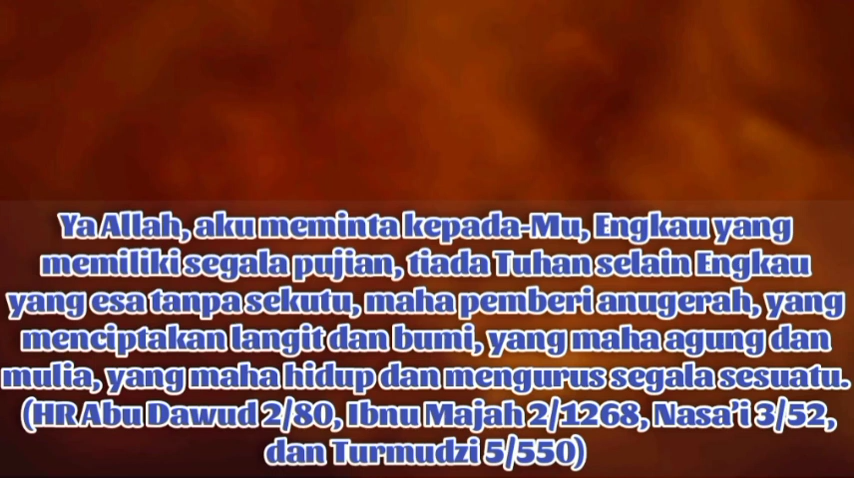 Ya Allah, aku meminta kepada-Mu, Engkau yang
memiliki segala pujian, tiada Tuhan selain Engkau
yang esa tanpa sekutu, maha pemberi anugerah, yang
menciptakan langit dan bumi, yang maha agung dan
mulia, yang maha hidup dan mengurus segala sesuatu.
(HR Abu Dawud 2/80, Ibnu Majah 2/1268, Nasa'i 3/52,
dan Turmudzi 5/550)